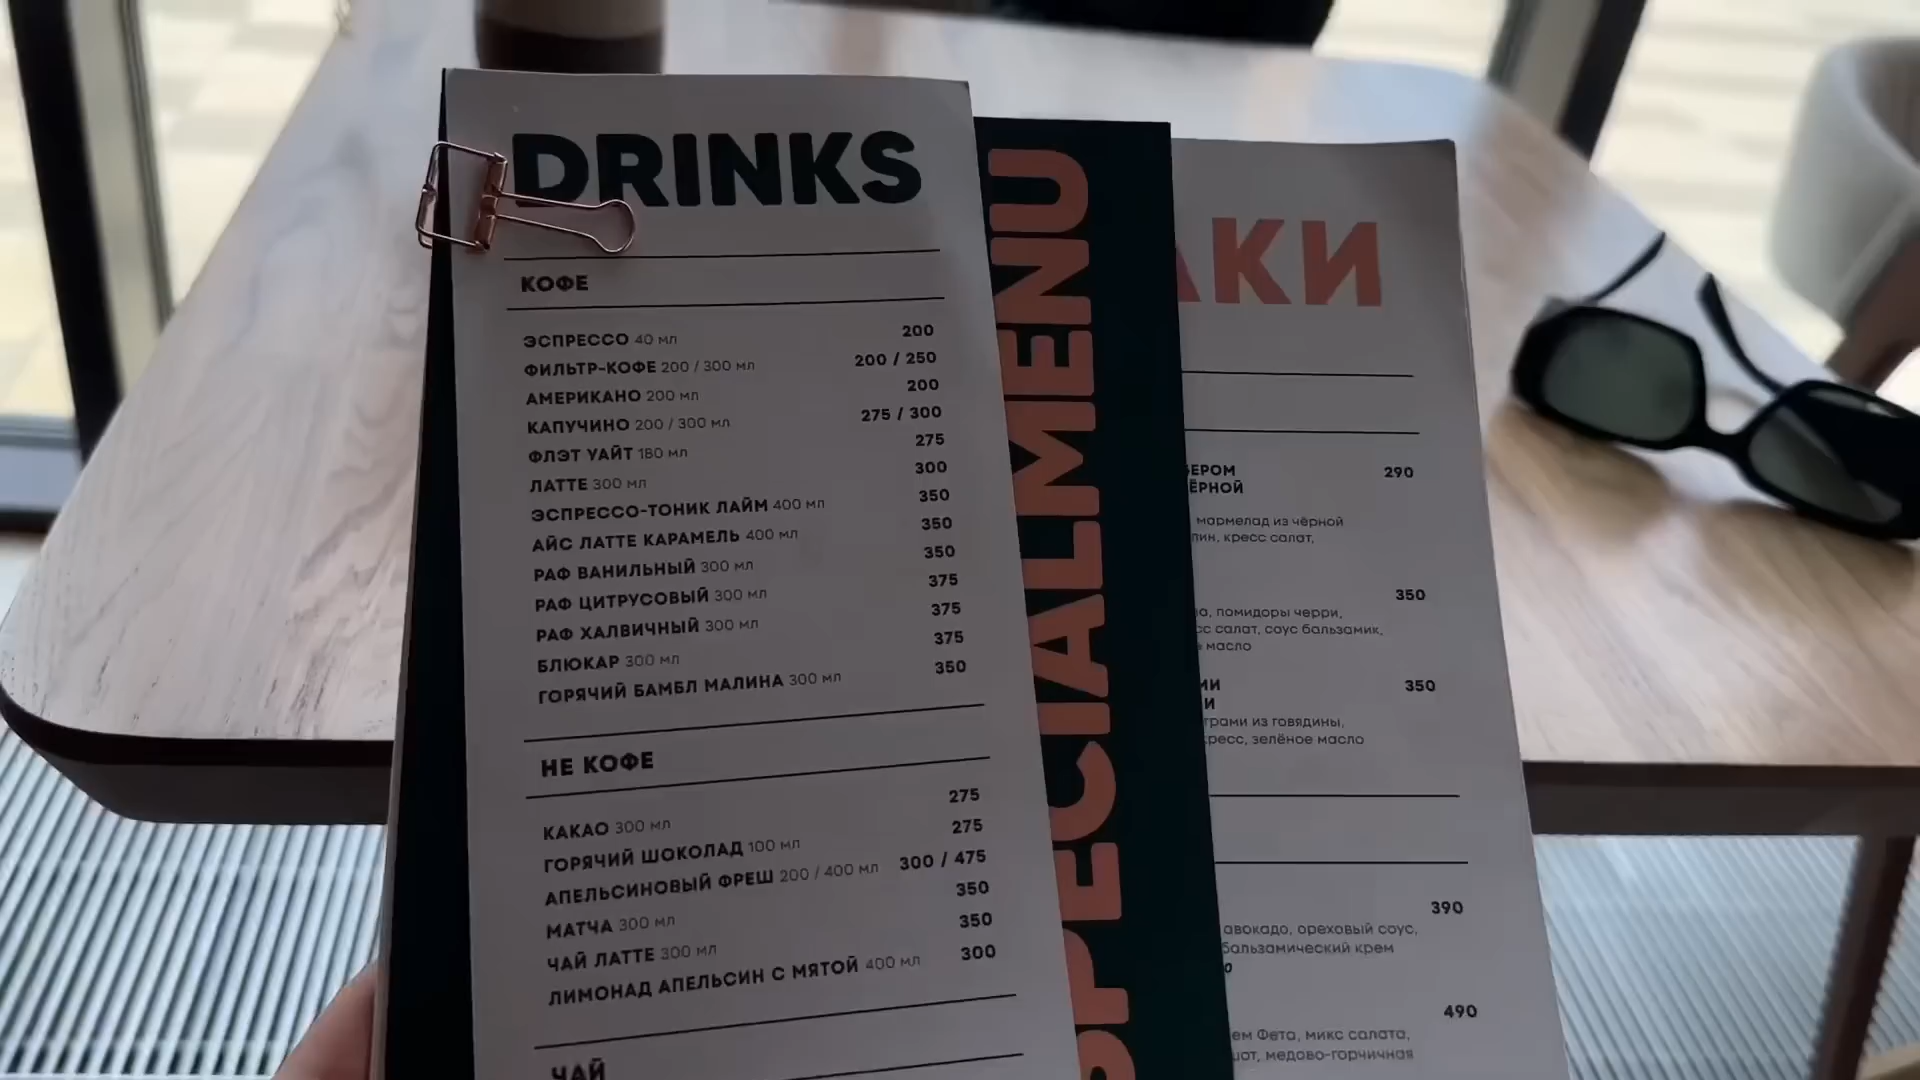 DRINKS
КОФЕ
ЭСПРЕССО 40 мл 200
ФИЛЬТР-КОФЕ 200 / 300 мл 200 / 250
АМЕРИКАНО 200 мл 200
КАПУЧИНО 200 / 300 мл 275 / 300
ФЛЭТ УАЙТ 180 мл 275
ЛАТТЕ 300 мл 300
ЭСПРЕССО-ТОНИК ЛАЙМ 400 мл 350
АЙС ЛАТТЕ КАРАМЕЛЬ 400 мл 350
РАФ ВАНИЛЬНЫЙ 300 мл 350
РАФ ЦИТРУСОВЫЙ 300 мл 375
РАФ ХАЛВИЧНЫЙ 300 мл 375
БЛЮКАР 300 мл 375
ГОРЯЧИЙ БАМБЛ МАЛИНА 300 мл 350
НЕ КОФЕ
КАКАО 300 мл 275
ГОРЯЧИЙ ШОКОЛАД 100 мл 275
АПЕЛЬСИНОВЫЙ ФРЕШ 200 / 400 мл 300 / 475
МАТЧА 300 мл 350
ЧАЙ ЛАТТЕ 300 мл 350
ЛИМОНАД АПЕЛЬСИН С МЯТОЙ 400 мл 300
ЧАЙ
SPECIAL MENU
АКИ
ЕРОМ 290
ЁРНОЙ
мармелад из чёрной
лин, кресс салат,
350
а, помидоры черри,
сс салат, соус бальзамик,
масло
МИ 350
И
трами из говядины,
кресс, зелёное масло
390
авокадо, ореховый соус,
бальзамический крем
490
ем Фета, микс салата,
шот, медово-горчичная